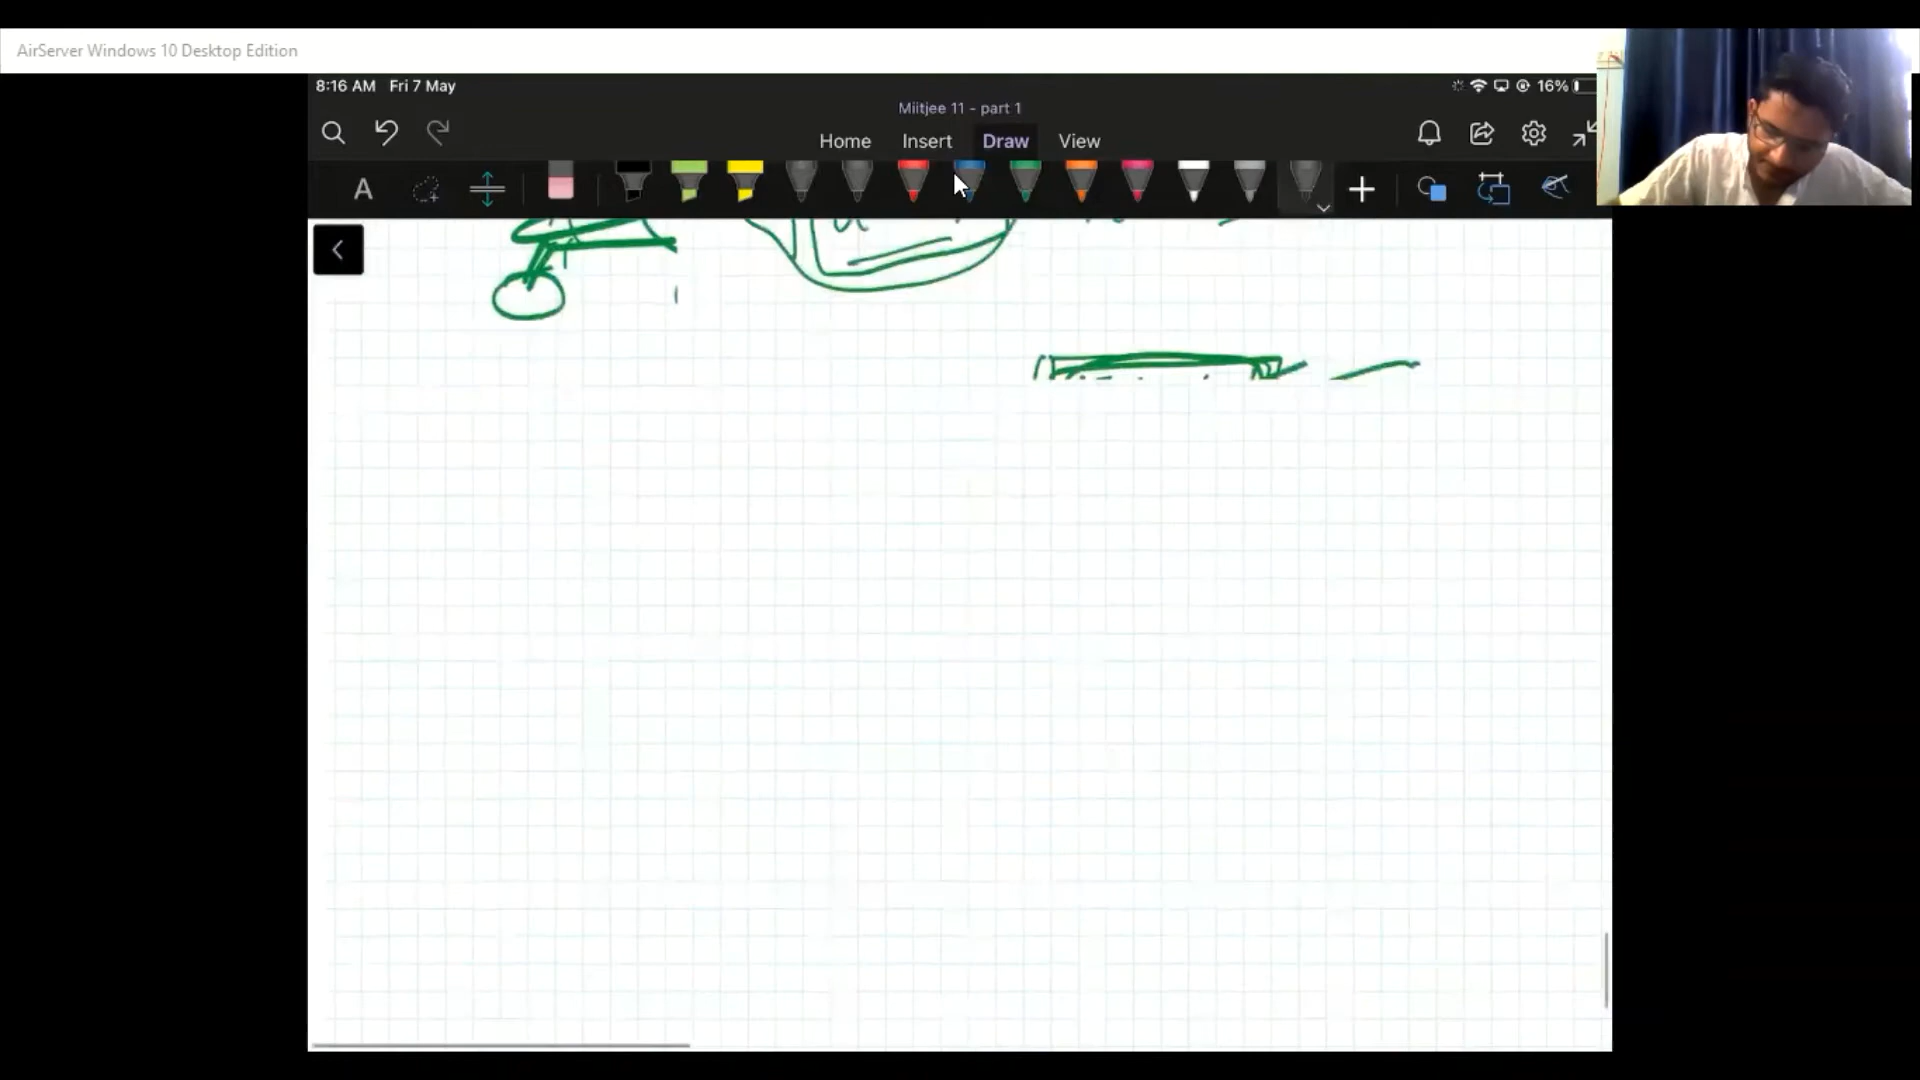 AirServer Windows 10 Desktop Edition
8:16 AM Fri 7 May
16%
Miitjee 11 - part 1
Home Insert Draw View
A